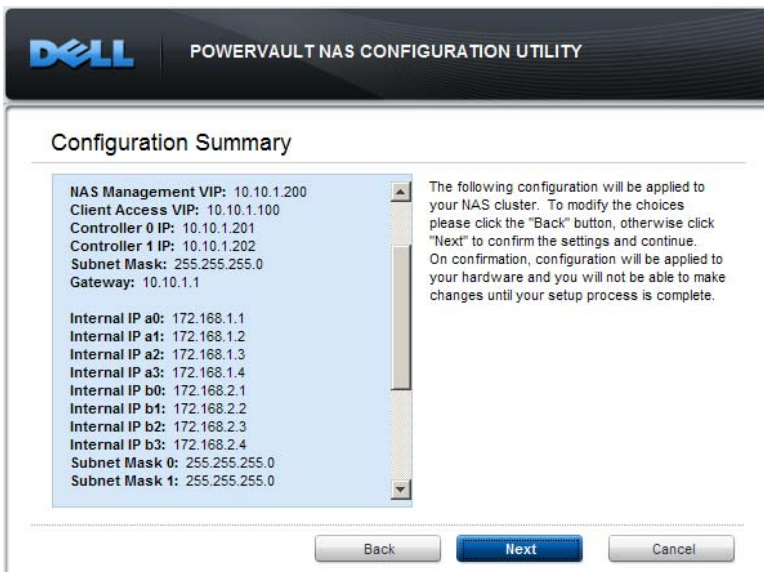 DELL
POWERVAULT NAS CONFIGURATION UTILITY
Configuration Summary
NAS Management VIP: 10.10.1.200
Client Access VIP: 10.10.1.100
Controller 0 IP: 10.10.1.201
Controller 1 IP: 10.10.1.202
Subnet Mask: 255.255.255.0
Gateway: 10.10.1.1
Internal IP a0: 172.168.1.1
Internal IP a1: 172.168.1.2
Internal IP a2: 172.168.1.3
Internal IP a3: 172.168.1.4
Internal IP b0: 172.168.2.1
Internal IP b1: 172.168.2.2
Internal IP b2: 172.168.2.3
Internal IP b3: 172.168.2.4
Subnet Mask 0: 255.255.255.0
Subnet Mask 1: 255.255.255.0
The following configuration will be applied to
your NAS cluster. To modify the choices
please click the "Back" button, otherwise click
"Next" to confirm the settings and continue.
On confirmation, configuration will be applied to
your hardware and you will not be able to make
changes until your setup process is complete.
Back
Next
Cancel